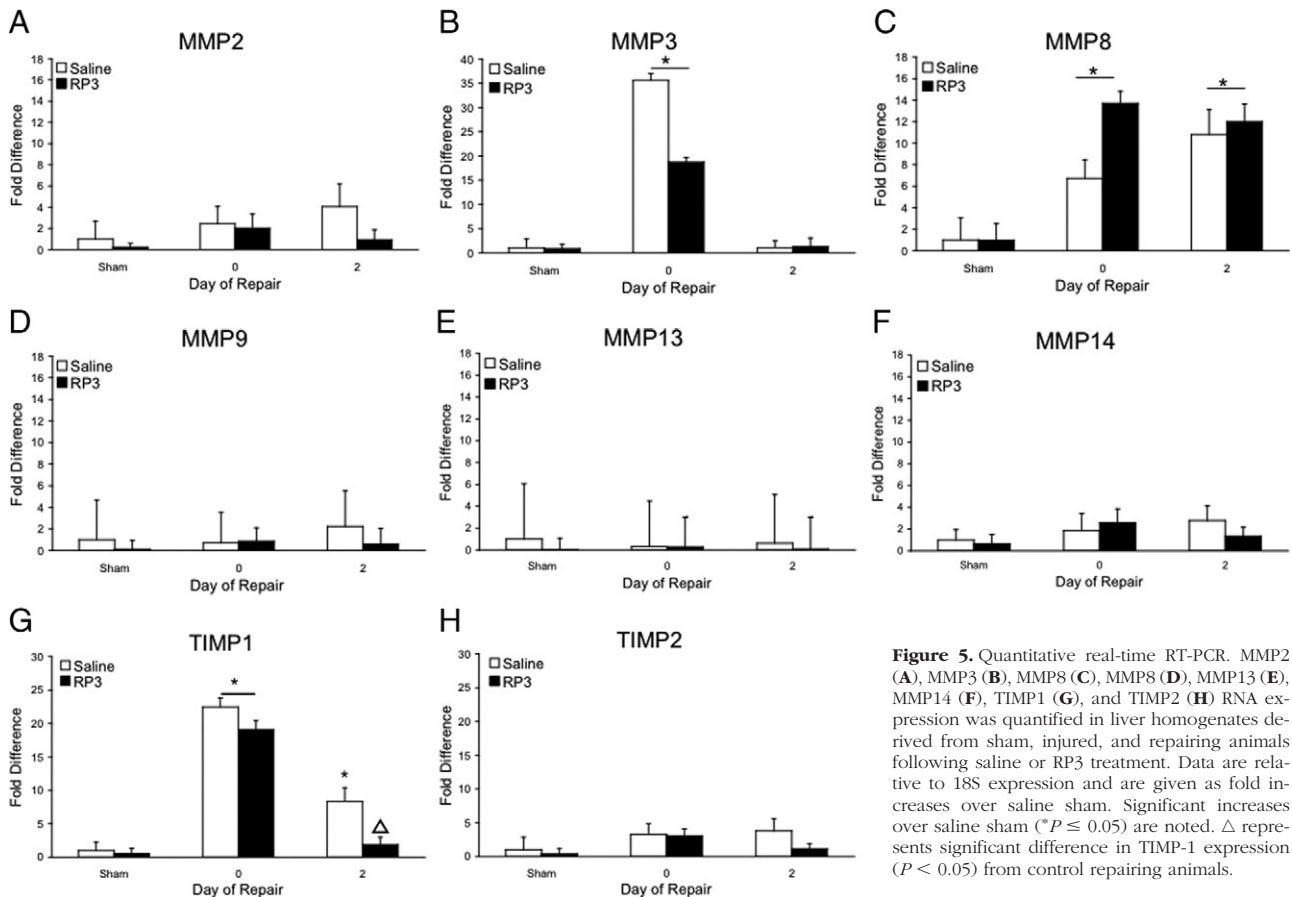 A
MMP2
18
16
14
12
10
8
6
4
2
0
Fold Difference
Saline
RP3
Sham
0
2
Day of Repair
B
MMP3
40
35
30
25
20
15
10
5
0
Fold Difference
Saline
RP3
*
Sham
0
2
Day of Repair
C
MMP8
18
16
14
12
10
8
6
4
2
0
Fold Difference
Saline
RP3
*
*
Sham
0
2
Day of Repair
D
MMP9
18
16
14
12
10
8
6
4
2
0
Fold Difference
Saline
RP3
Sham
0
2
Day of Repair
E
MMP13
18
16
14
12
10
8
6
4
2
0
Fold Difference
Saline
RP3
Sham
0
2
Day of Repair
F
MMP14
18
16
14
12
10
8
6
4
2
0
Fold Difference
Saline
RP3
Sham
0
2
Day of Repair
G
TIMP1
30
25
20
15
10
5
0
Fold Difference
Saline
RP3
*
*
△
Sham
0
2
Day of Repair
H
TIMP2
30
25
20
15
10
5
0
Fold Difference
Saline
RP3
Sham
0
2
Day of Repair
Figure 5. Quantitative real-time RT-PCR. MMP2
(A), MMP3 (B), MMP8 (C), MMP8 (D), MMP13 (E),
MMP14 (F), TIMP1 (G), and TIMP2 (H) RNA ex-
pression was quantified in liver homogenates de-
rived from sham, injured, and repairing animals
following saline or RP3 treatment. Data are rela-
tive to 18S expression and are given as fold in-
creases over saline sham. Significant increases
over saline sham (*P ≤ 0.05) are noted. △ repre-
sents significant difference in TIMP-1 expression
(P < 0.05) from control repairing animals.